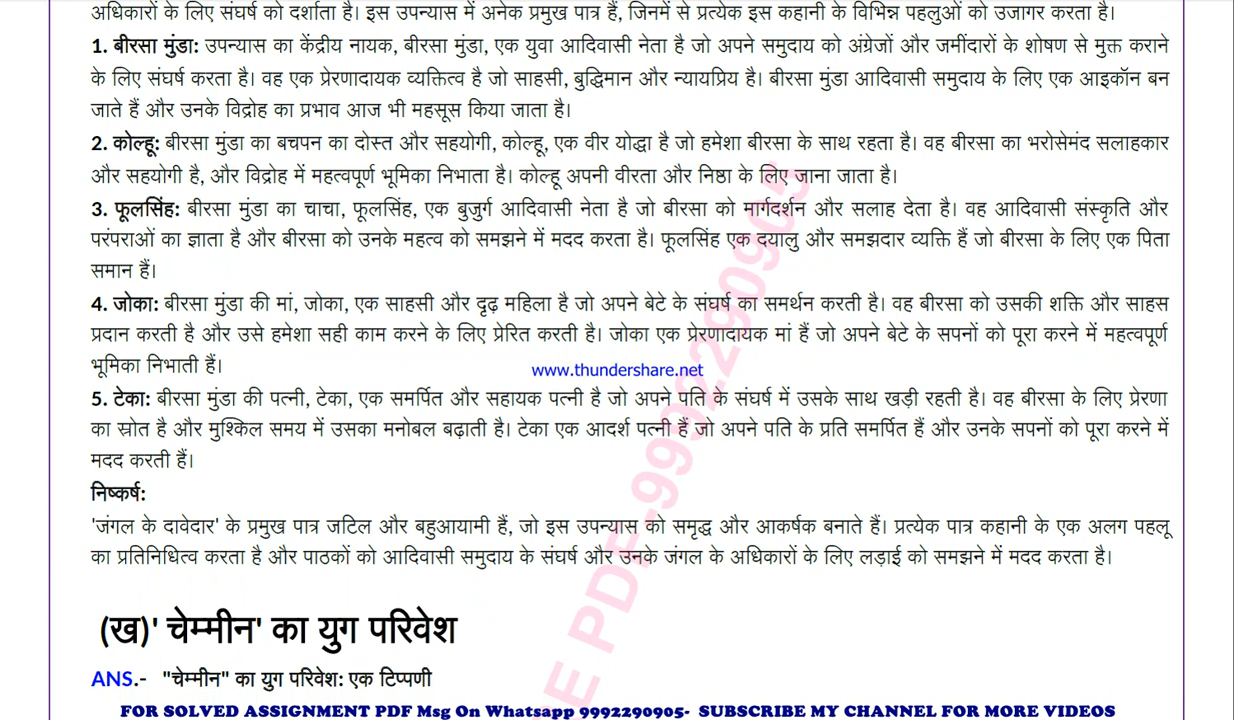 अधिकारों के लिए संघर्ष को दर्शाता है। इस उपन्यास में अनेक प्रमुख पात्र हैं, जिनमें से प्रत्येक इस कहानी के विभिन्न पहलुओं को उजागर करता है।
1. बीरसा मुंडा: उपन्यास का केंद्रीय नायक, बीरसा मुंडा, एक युवा आदिवासी नेता है जो अपने समुदाय को अंग्रेजों और जमींदारों के शोषण से मुक्त कराने
के लिए संघर्ष करता है। वह एक प्रेरणादायक व्यक्तित्व है जो साहसी, बुद्धिमान और न्यायप्रिय है। बीरसा मुंडा आदिवासी समुदाय के लिए एक आइकॉन बन
जाते हैं और उनके विद्रोह का प्रभाव आज भी महसूस किया जाता है।
2. कोल्हू: बीरसा मुंडा का बचपन का दोस्त और सहयोगी, कोल्हू, एक वीर योद्धा है जो हमेशा बीरसा के साथ रहता है। वह बीरसा का भरोसेमंद सलाहकार
और सहयोगी है, और विद्रोह में महत्वपूर्ण भूमिका निभाता है। कोल्हू अपनी वीरता और निष्ठा के लिए जाना जाता है।
3. फूलसिंह: बीरसा मुंडा का चाचा, फूलसिंह, एक बुजुर्ग आदिवासी नेता है जो बीरसा को मार्गदर्शन और सलाह देता है। वह आदिवासी संस्कृति और
परंपराओं का ज्ञाता है और बीरसा को उनके महत्व को समझने में मदद करता है। फूलसिंह एक दयालु और समझदार व्यक्ति हैं जो बीरसा के लिए एक पिता
समान हैं।
4. जोका: बीरसा मुंडा की मां, जोका, एक साहसी और दृढ़ महिला है जो अपने बेटे के संघर्ष का समर्थन करती है। वह बीरसा को उसकी शक्ति और साहस
प्रदान करती है और उसे हमेशा सही काम करने के लिए प्रेरित करती है। जोका एक प्रेरणादायक मां हैं जो अपने बेटे के सपनों को पूरा करने में महत्वपूर्ण
भूमिका निभाती हैं।
www.thundershare.net
5. टेका: बीरसा मुंडा की पत्नी, टेका, एक समर्पित और सहायक पत्नी है जो अपने पति के संघर्ष में उसके साथ खड़ी रहती है। वह बीरसा के लिए प्रेरणा
का स्रोत है और मुश्किल समय में उसका मनोबल बढ़ाती है। टेका एक आदर्श पत्नी हैं जो अपने पति के प्रति समर्पित हैं और उनके सपनों को पूरा करने में
मदद करती हैं।
निष्कर्ष:
'जंगल के दावेदार' के प्रमुख पात्र जटिल और बहुआयामी हैं, जो इस उपन्यास को समृद्ध और आकर्षक बनाते हैं। प्रत्येक पात्र कहानी के एक अलग पहलू
का प्रतिनिधित्व करता है और पाठकों को आदिवासी समुदाय के संघर्ष और उनके जंगल के अधिकारों के लिए लड़ाई को समझने में मदद करता है।
(ख)' चेम्मीन' का युग परिवेश
ANS.- "चेम्मीन" का युग परिवेश: एक टिप्पणी
E PDF-9992290905
FOR SOLVED ASSIGNMENT PDF Msg On Whatsapp 9992290905- SUBSCRIBE MY CHANNEL FOR MORE VIDEOS